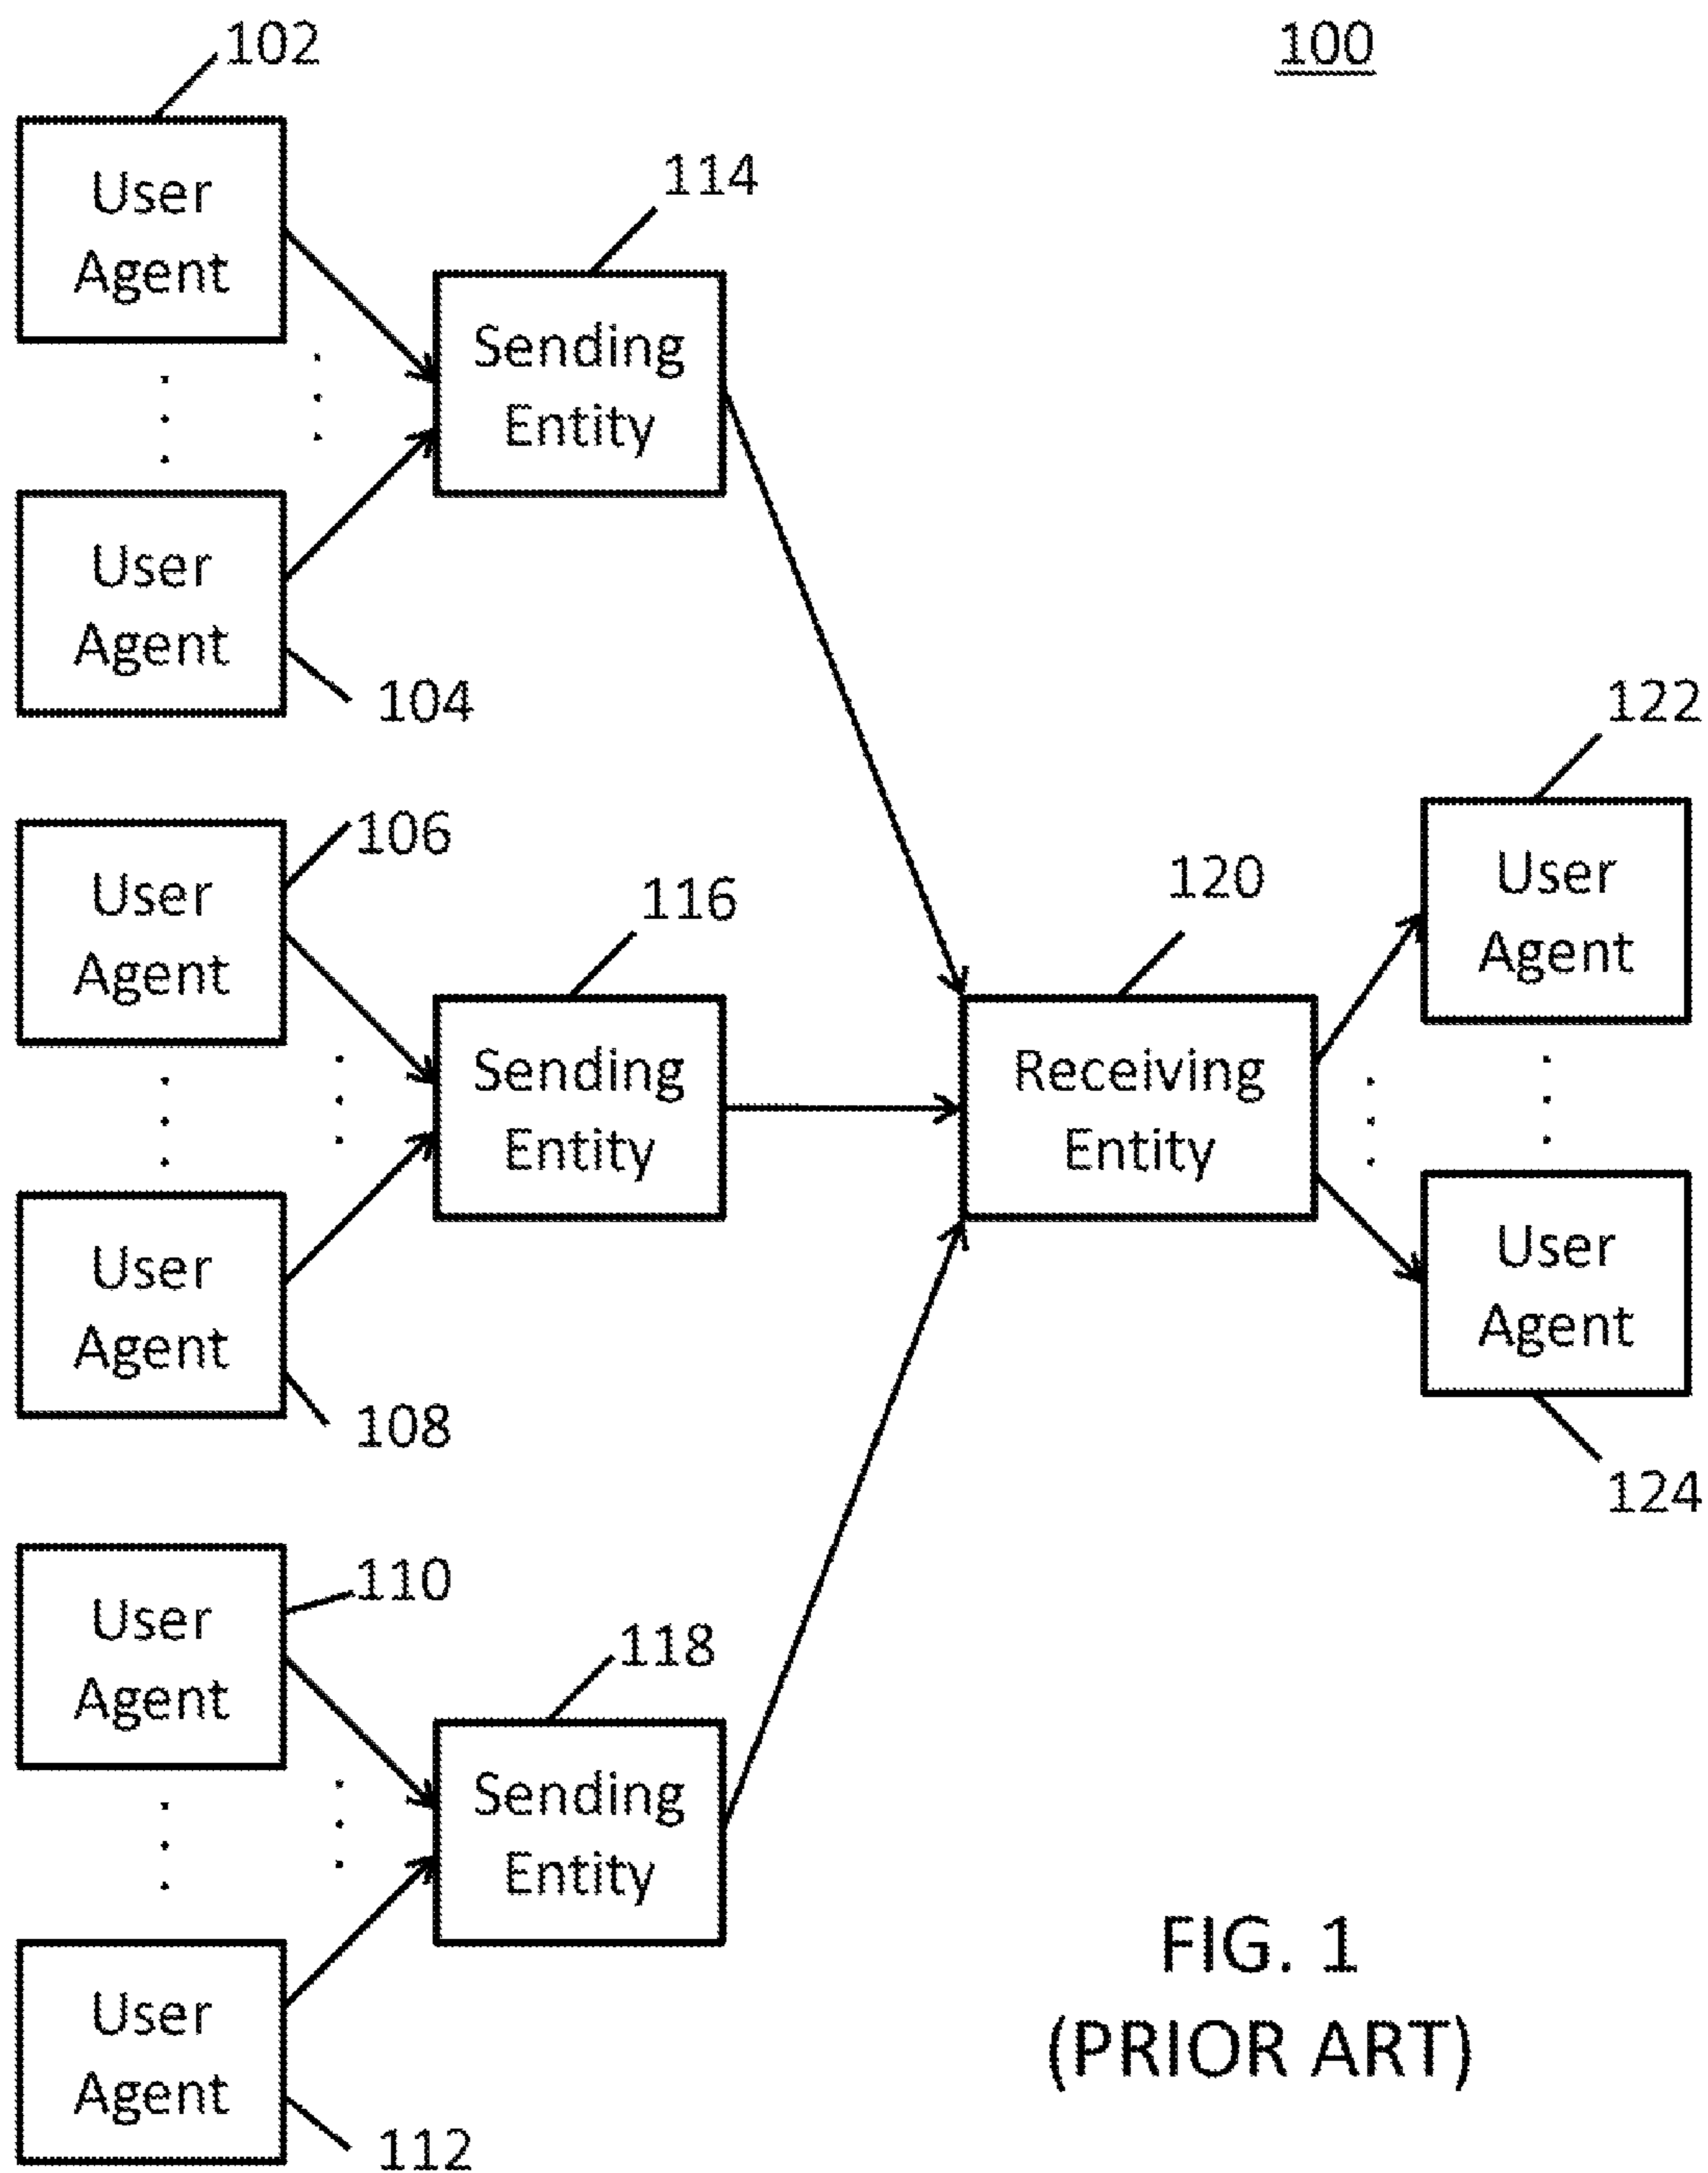 102
100
User
Agent
114
Sending
Entity
User
Agent
104
122
106
User
Agent
116
120
User
Agent
Sending
Entity
Receiving
Entity
User
Agent
108
User
Agent
124
110
User
Agent
118
Sending
Entity
User
Agent
112
FIG. 1
(PRIOR ART)